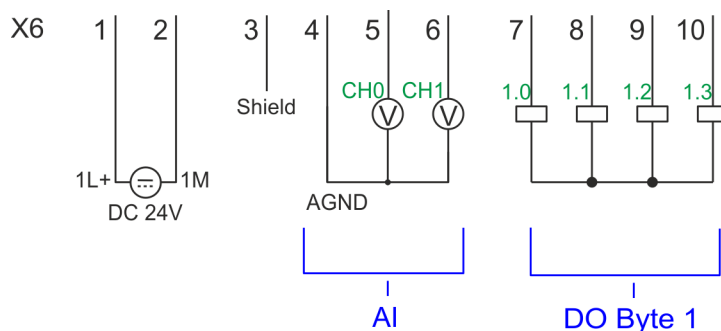 X6 1 2 3 4 5 6 7 8 9 10
CH0 CH1 1.0 1.1 1.2 1.3
Shield
V V
1L+ 1M
AGND
DC 24V
AI DO Byte 1